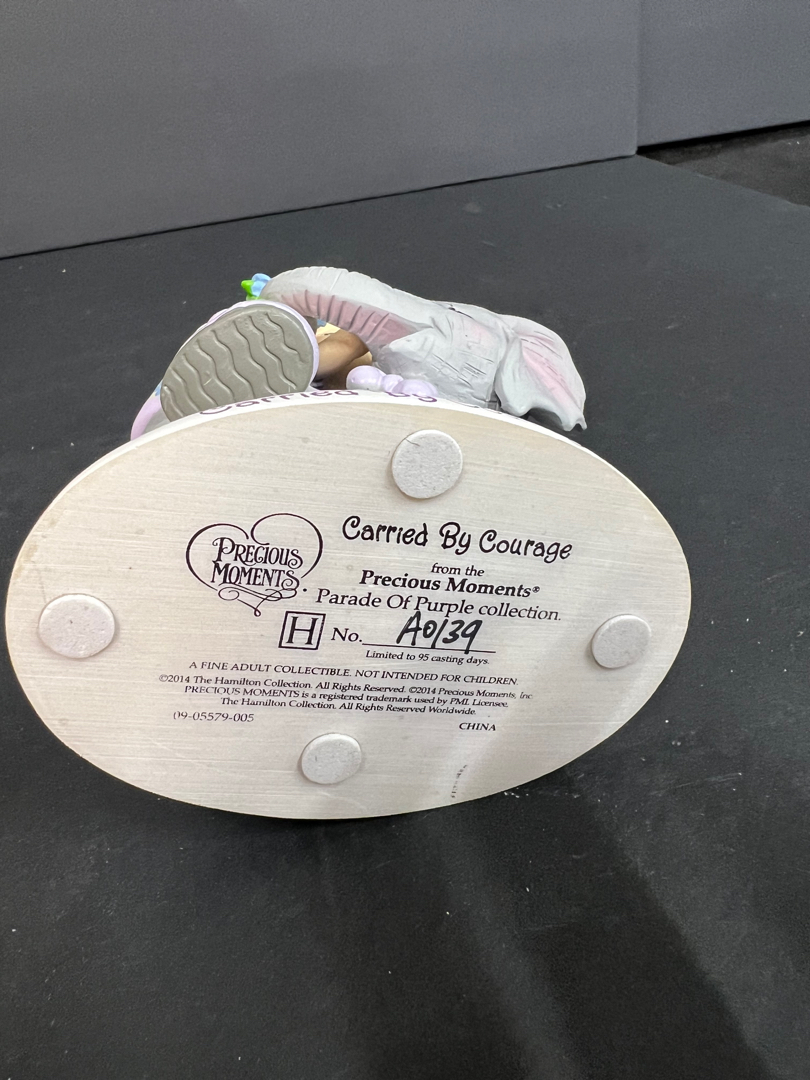 Carried By
PRECIOUS
MOMENTS
Carried By Courage
from the
Precious Moments®
Parade Of Purple collection.
H No. A0139
Limited to 95 casting days.
A FINE ADULT COLLECTIBLE. NOT INTENDED FOR CHILDREN.
©2014 The Hamilton Collection. All Rights Reserved. ©2014 Precious Moments, Inc
PRECIOUS MOMENTS is a registered trademark used by PMI. Licensee,
The Hamilton Collection. All Rights Reserved Worldwide.
09-05579-005
CHINA